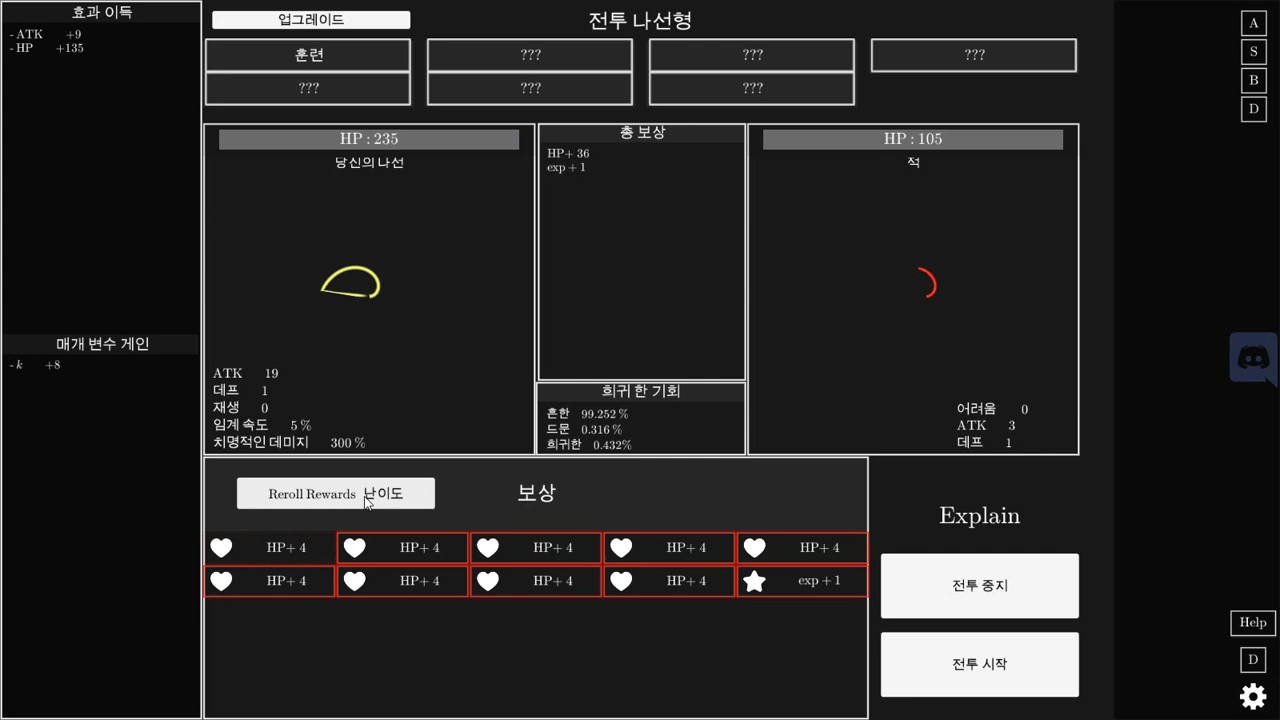 효과 이득
- ATK +9
- HP +135
매개 변수 게인
- k +8
업그레이드
전투 나선형
훈련
???
???
???
???
???
???
HP : 235
당신의 나선
ATK 19
데프 1
재생 0
임계 속도 5 %
치명적인 데미지 300 %
총 보상
HP+ 36
exp + 1
희귀 한 기회
흔한 99.252 %
드문 0.316 %
희귀한 0.432%
HP : 105
적
어려움 0
ATK 3
데프 1
Reroll Rewards 난이도
보상
HP+ 4
HP+ 4
HP+ 4
HP+ 4
HP+ 4
HP+ 4
HP+ 4
HP+ 4
HP+ 4
exp + 1
Explain
전투 중지
전투 시작
A
S
B
D
Help
D